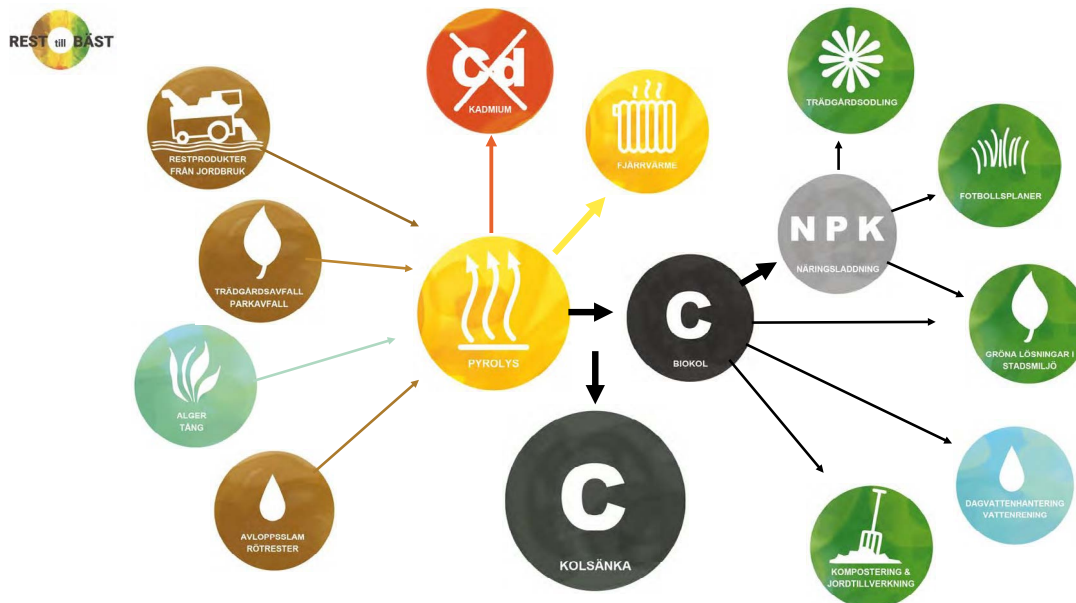 REST till BÄST
Cd
KADMIUM
FJÄRRVÄRME
TRÄDGÅRDSODLING
RESTPRODUKTER
FRÅN JORDBRUK
FOTBOLLSPLANER
N P K
NÄRINGSLADDNING
TRÄDGÅRDSAVFALL
PARKAVFALL
PYROLYS
C
BIOKOL
GRÖNA LÖSNINGAR I
STADSMILJÖ
ALGER
TÅNG
C
KOLSÄNKA
DAGVATTENHANTERING
VATTENRENING
AVLOPPSSLAM
RÖTRESTER
KOMPOSTERING &
JORDTILLVERKNING